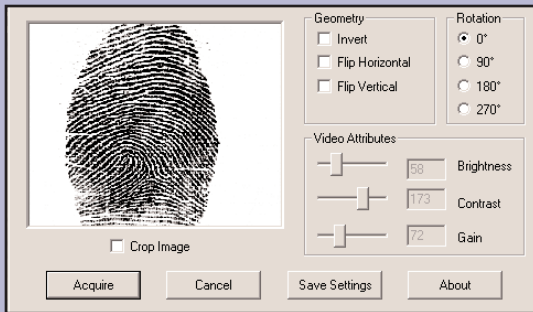 Geometry
Invert
Flip Horizontal
Flip Vertical
Rotation
0°
90°
180°
270°
Video Attributes
58 Brightness
173 Contrast
72 Gain
Crop Image
Acquire Cancel Save Settings About